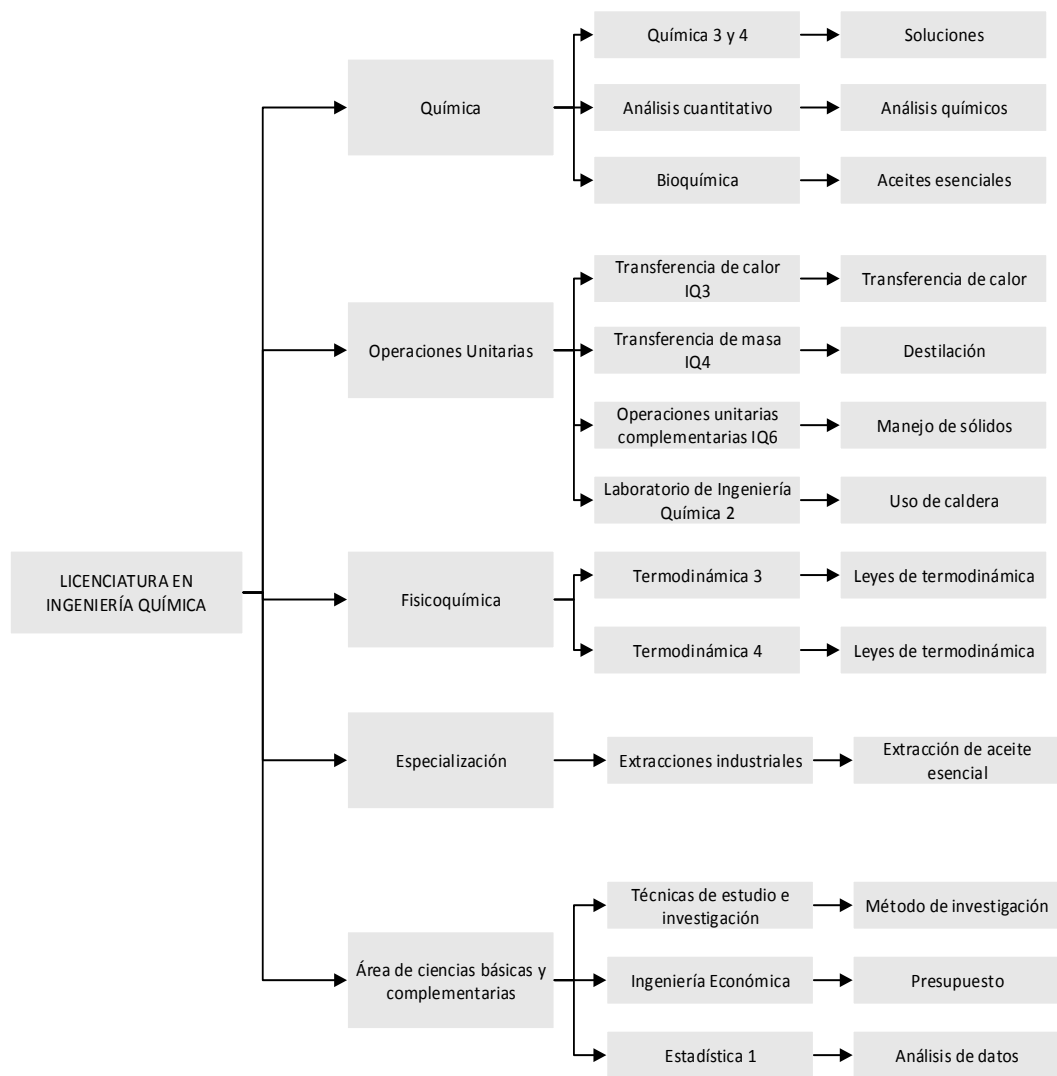 Química 3 y 4
Soluciones
Química
Análisis cuantitativo
Análisis químicos
Bioquímica
Aceites esenciales
Transferencia de calor
IQ3
Transferencia de calor
Operaciones Unitarias
Transferencia de masa
IQ4
Destilación
Operaciones unitarias
complementarias IQ6
Manejo de sólidos
Laboratorio de Ingeniería
Química 2
Uso de caldera
LICENCIATURA EN
INGENIERÍA QUÍMICA
Fisicoquímica
Termodinámica 3
Leyes de termodinámica
Termodinámica 4
Leyes de termodinámica
Especialización
Extracciones industriales
Extracción de aceite
esencial
Técnicas de estudio e
investigación
Método de investigación
Área de ciencias básicas y
complementarias
Ingeniería Económica
Presupuesto
Estadística 1
Análisis de datos